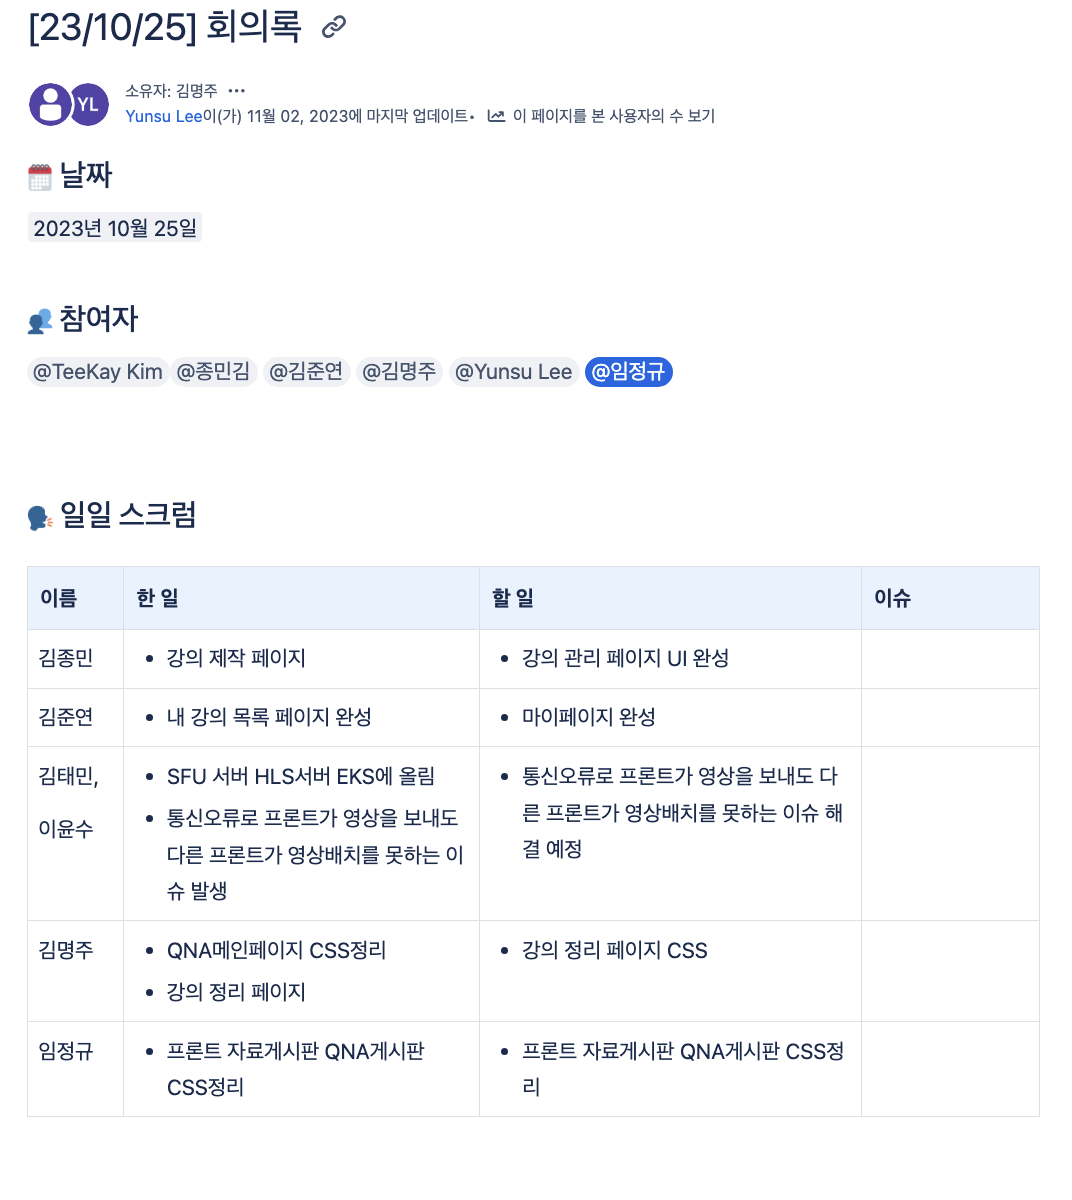 [23/10/25] 회의록
YL
소유자: 김명주 •••
Yunsu Lee이(가) 11월 02, 2023에 마지막 업데이트• 이 페이지를 본 사용자의 수 보기
날짜
2023년 10월 25일
참여자
@TeeKay Kim @종민김 @김준연 @김명주 @Yunsu Lee @임정규
일일 스크럼
이름 한 일 할 일 이슈
김종민 • 강의 제작 페이지 • 강의 관리 페이지 UI 완성
김준연 • 내 강의 목록 페이지 완성 • 마이페이지 완성
김태민,
이윤수
• SFU 서버 HLS서버 EKS에 올림
• 통신오류로 프론트가 영상을 보내도
다른 프론트가 영상배치를 못하는 이
슈 발생
• 통신오류로 프론트가 영상을 보내도 다
른 프론트가 영상배치를 못하는 이슈 해
결 예정
김명주
• QNA메인페이지 CSS정리
• 강의 정리 페이지
• 강의 정리 페이지 CSS
임정규
• 프론트 자료게시판 QNA게시판
CSS정리
• 프론트 자료게시판 QNA게시판 CSS정
리